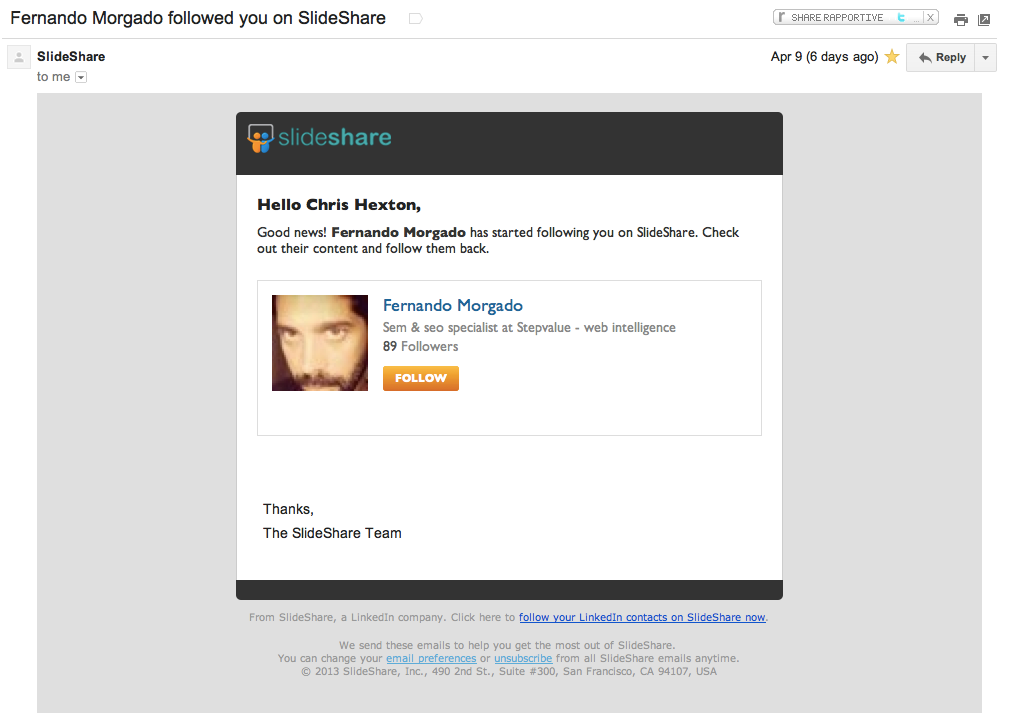 Fernando Morgado followed you on SlideShare
SHARE RAPPORTIVE ... X
SlideShare
Apr 9 (6 days ago)
Reply
to me
slideshare
Hello Chris Hexton,
Good news! Fernando Morgado has started following you on SlideShare. Check
out their content and follow them back.
Fernando Morgado
Sem & seo specialist at Stepvalue - web intelligence
89 Followers
FOLLOW
Thanks,
The SlideShare Team
From SlideShare, a LinkedIn company. Click here to follow your LinkedIn contacts on SlideShare now.
We send these emails to help you get the most out of SlideShare.
You can change your email preferences or unsubscribe from all SlideShare emails anytime.
© 2013 SlideShare, Inc., 490 2nd St., Suite #300, San Francisco, CA 94107, USA